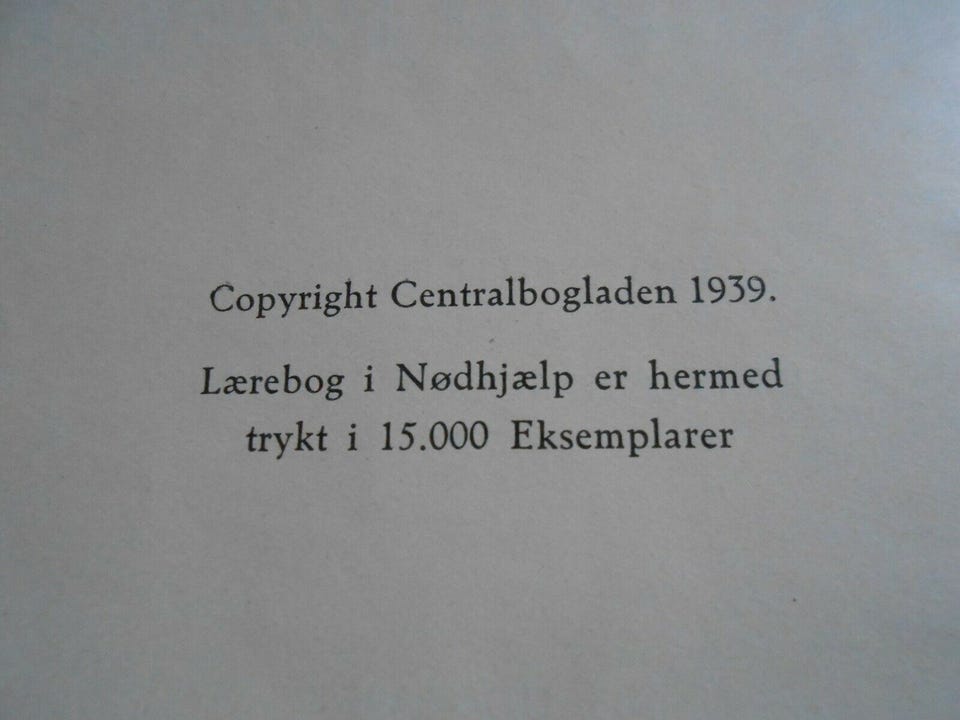 Copyright Centralbogladen 1939.
Lærebog i Nødhjælp er hermed
trykt i 15.000 Eksemplarer